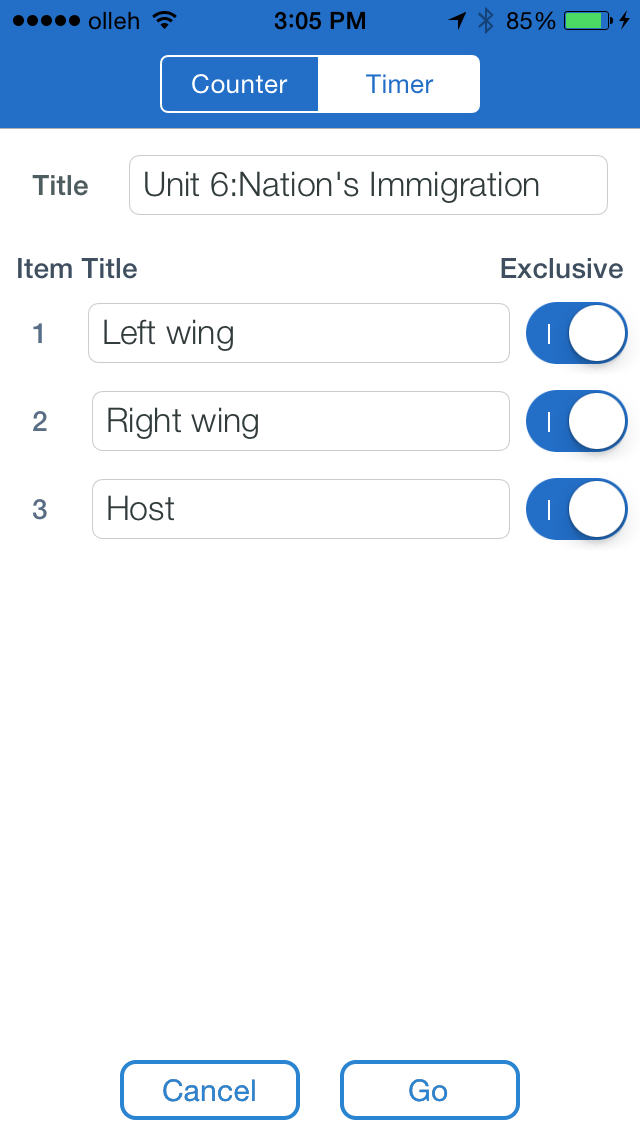 olleh 3:05 PM 85%
Counter Timer
Title Unit 6:Nation's Immigration
Item Title Exclusive
1 Left wing
2 Right wing
3 Host
Cancel Go